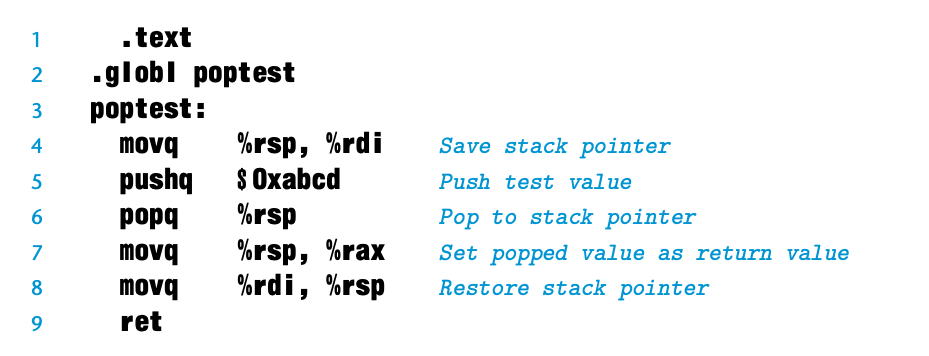 1 .text
2 .globl poptest
3 poptest:
4 movq %rsp, %rdi Save stack pointer
5 pushq $0xabcd Push test value
6 popq %rsp Pop to stack pointer
7 movq %rsp, %rax Set popped value as return value
8 movq %rdi, %rsp Restore stack pointer
9 ret